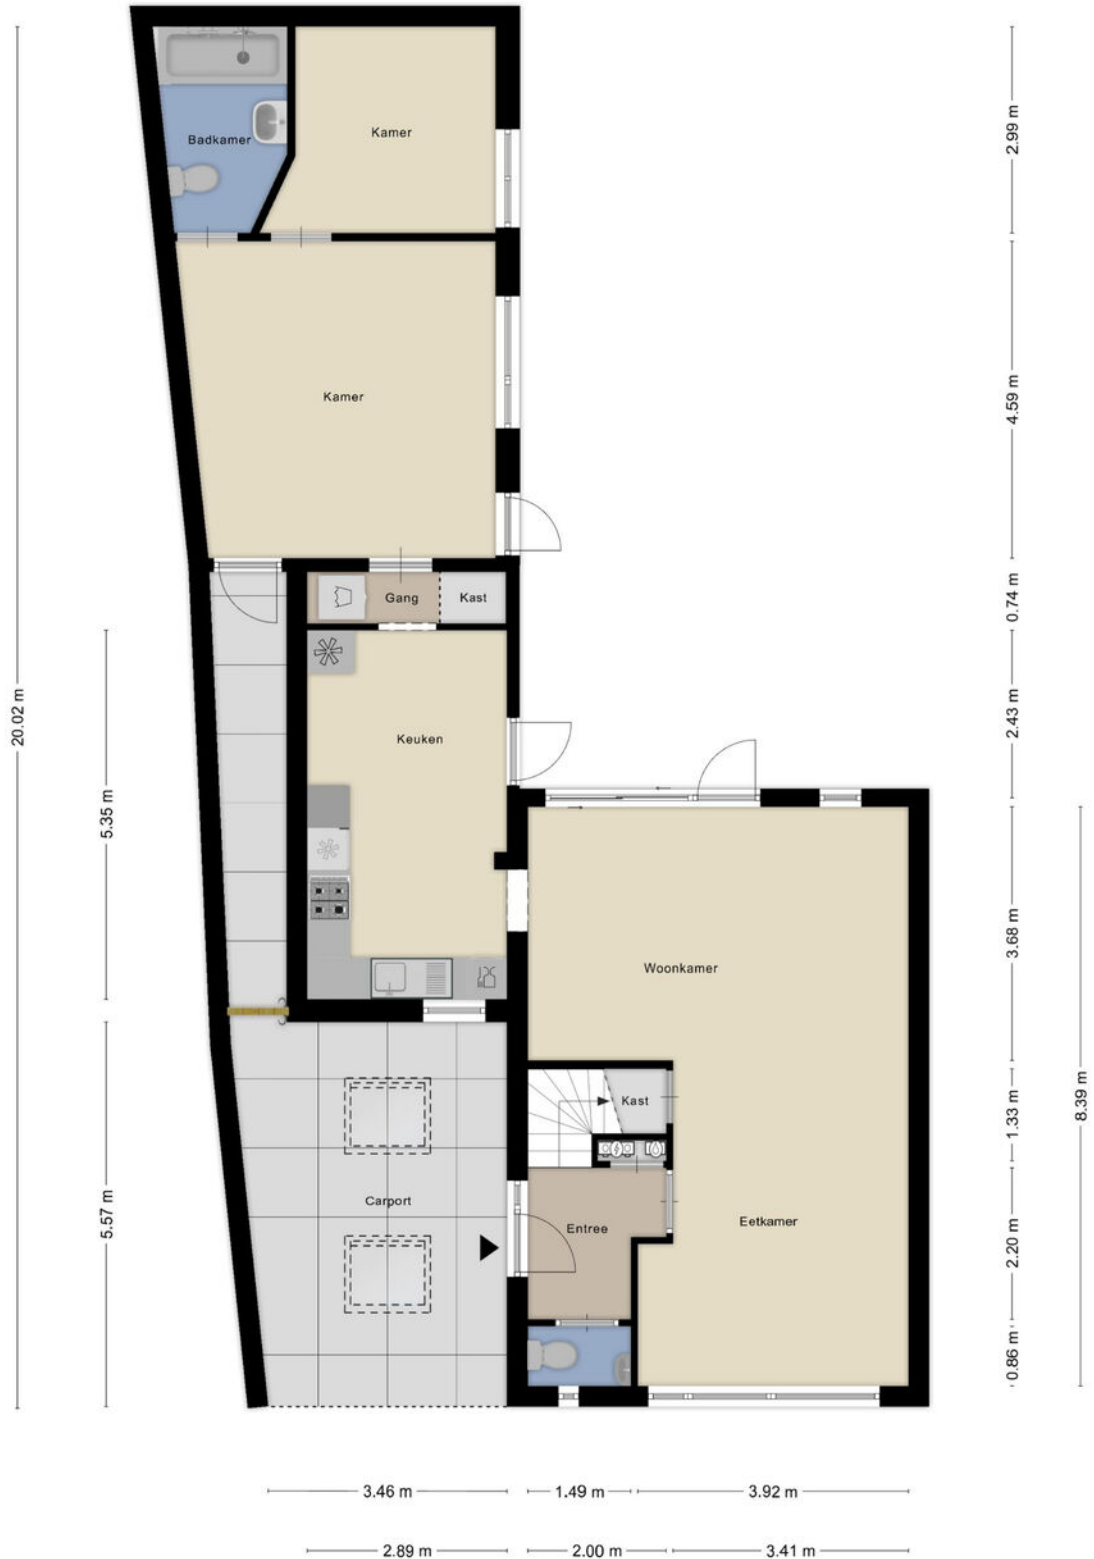 Badkamer
Kamer
2.99 m
Kamer
4.59 m
Gang
Kast
0.74 m
20.02 m
Keuken
2.43 m
5.35 m
Woonkamer
3.68 m
Kast
1.33 m
8.39 m
Carport
5.57 m
Entree
Eetkamer
2.20 m
0.86 m
3.46 m
1.49 m
3.92 m
2.89 m
2.00 m
3.41 m